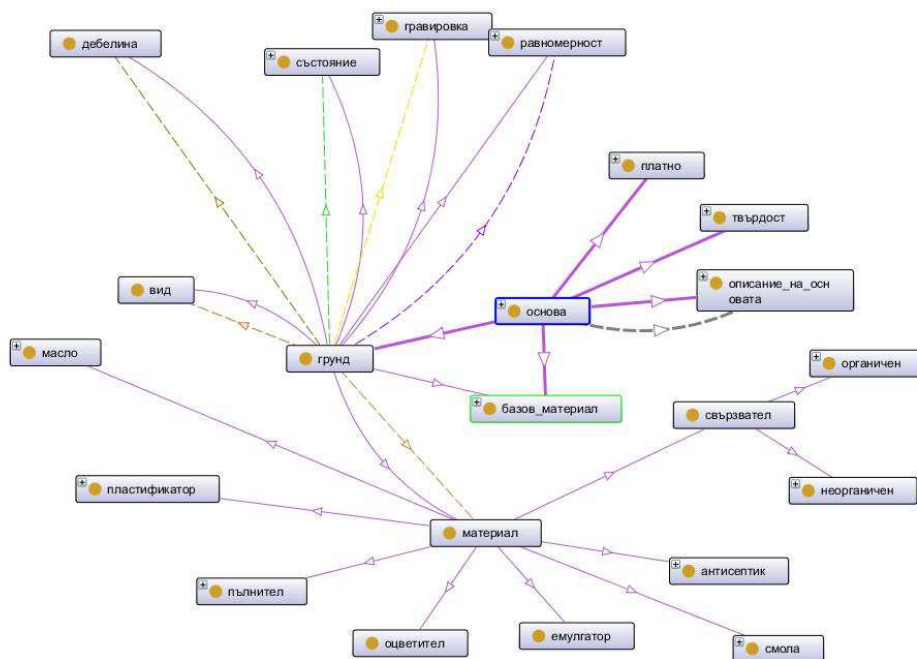 гравировка
дебелина
равномерност
състояние
платно
твърдост
описание_на_осн
овата
вид
основа
масло
грунд
органичен
базов_материал
свързвател
пластификатор
неорганичен
материал
антисептик
пълнител
оцветител
емулгатор
смола